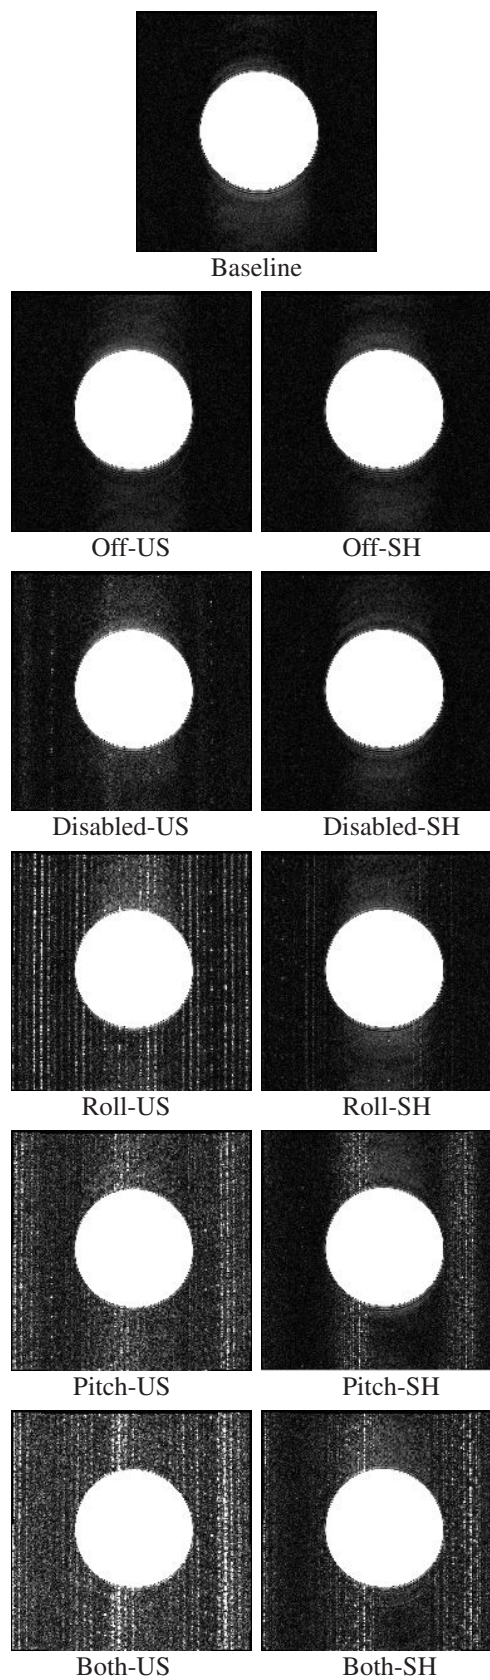 Baseline
Off-US Off-SH
Disabled-US Disabled-SH
Roll-US Roll-SH
Pitch-US Pitch-SH
Both-US Both-SH